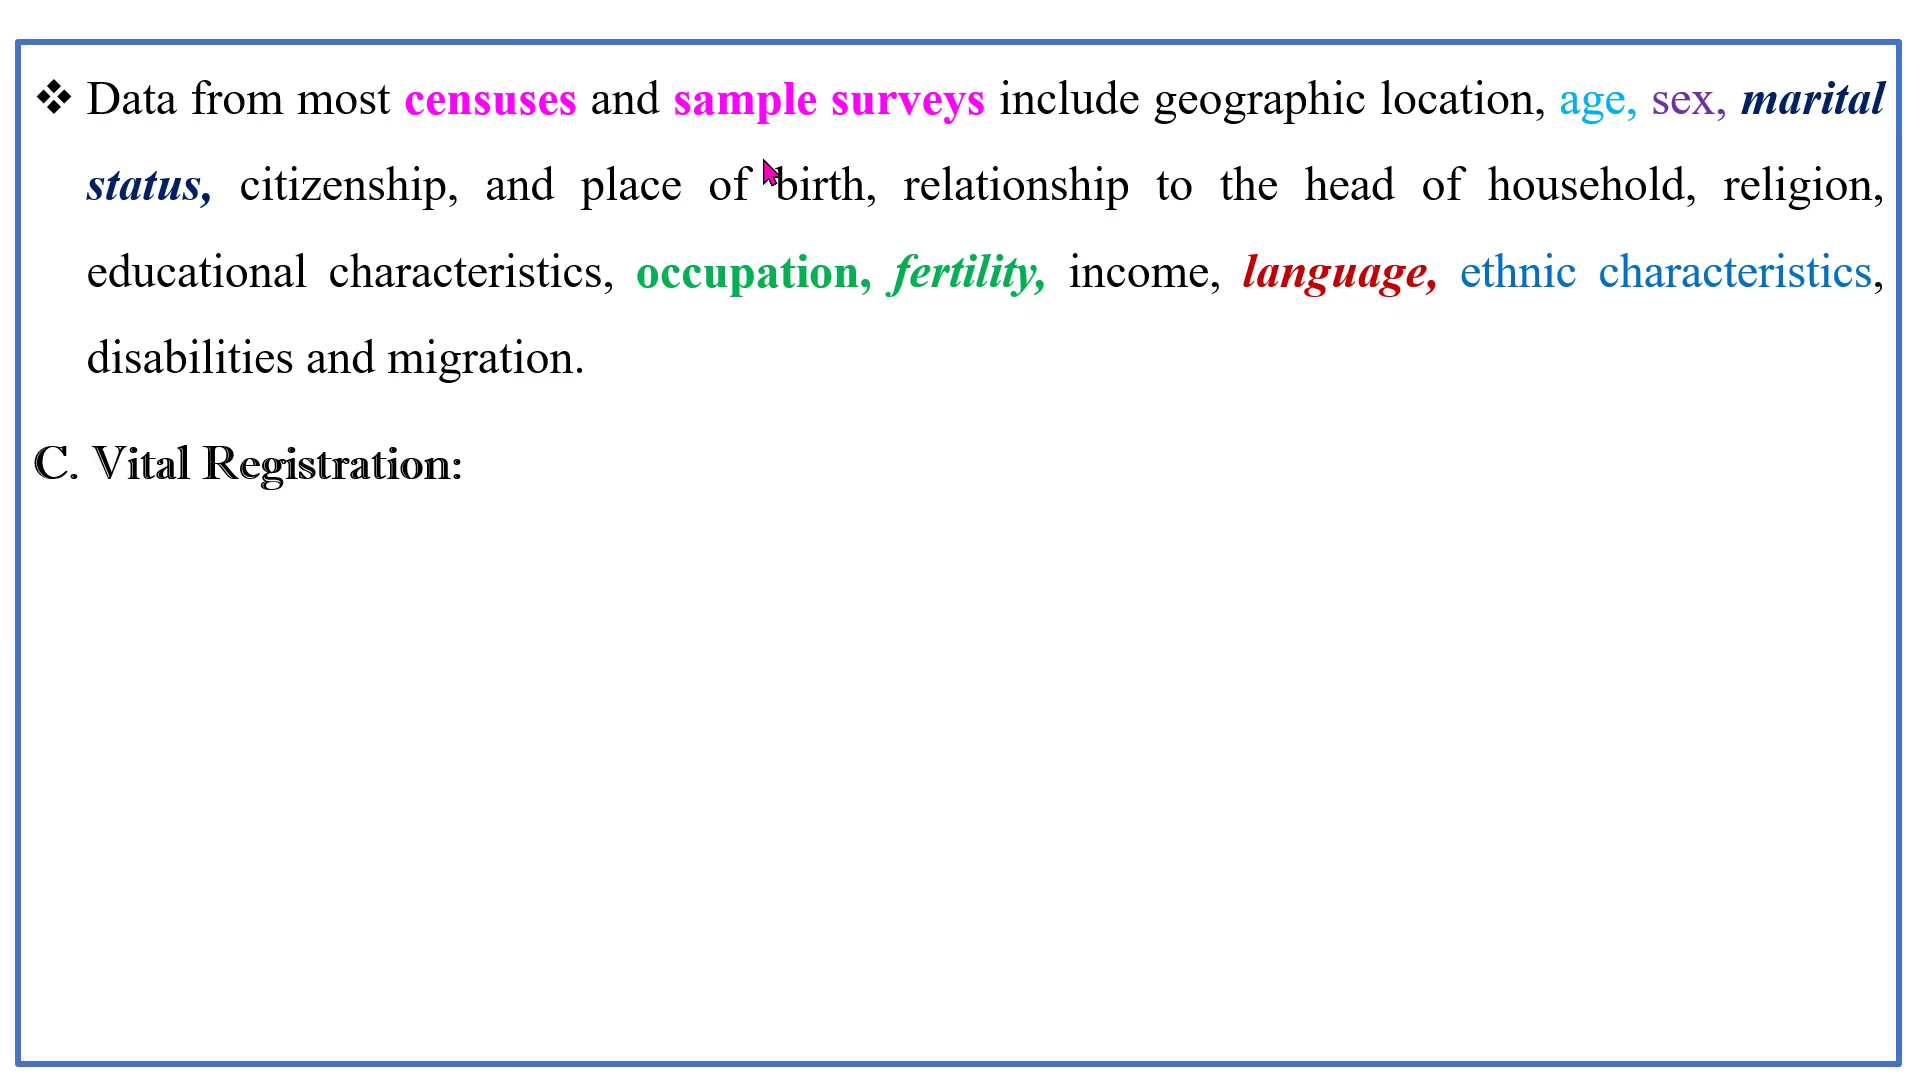 ❖ Data from most censuses and sample surveys include geographic location, age, sex, marital
status, citizenship, and place of birth, relationship to the head of household, religion,
educational characteristics, occupation, fertility, income, language, ethnic characteristics,
disabilities and migration.
C. Vital Registration: